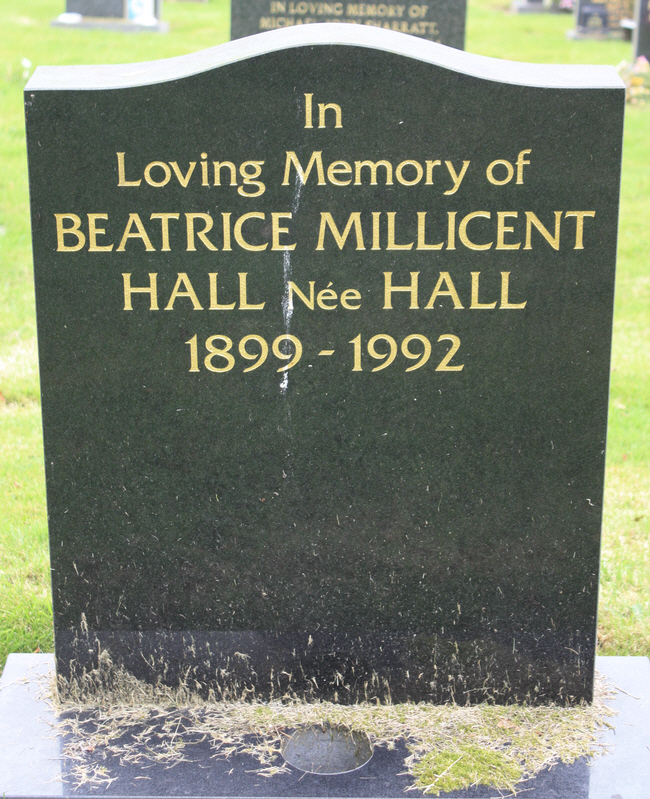 IN LOVING MEMORY OF
In
Loving Memory of
BEATRICE MILLICENT
HALL Née HALL
1899 - 1992